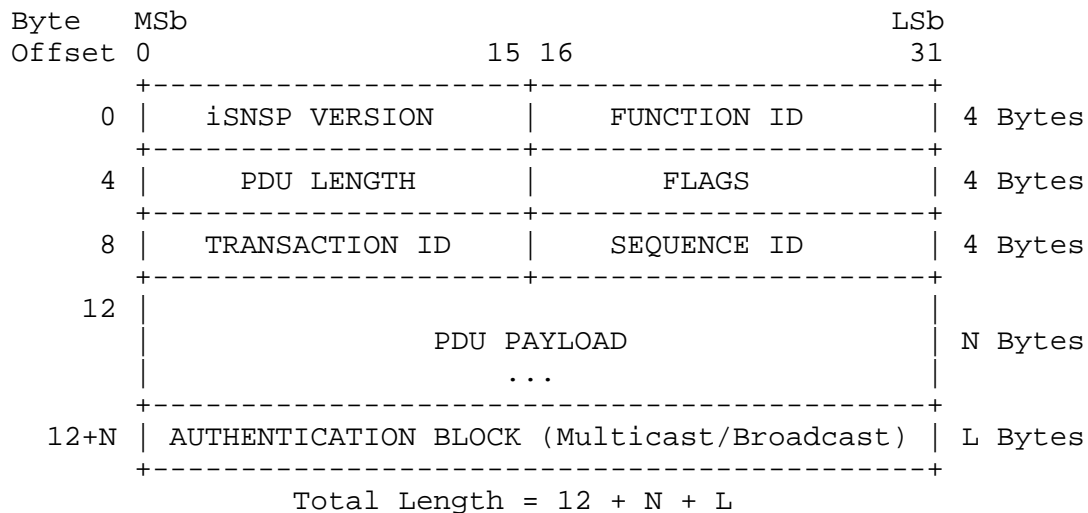 Byte   MSb                                        LSb
Offset 0                   15 16                   31
       +---------------------+----------------------+
     0 |   iSNSP VERSION     |    FUNCTION ID       | 4 Bytes
       +---------------------+----------------------+
     4 |     PDU LENGTH      |       FLAGS          | 4 Bytes
       +---------------------+----------------------+
     8 |   TRANSACTION ID    |    SEQUENCE ID       | 4 Bytes
       +---------------------+----------------------+
    12 |                                            |
       |                PDU PAYLOAD                 | N Bytes
       |                    ...                     |
       +--------------------------------------------+
  12+N | AUTHENTICATION BLOCK (Multicast/Broadcast) | L Bytes
       +--------------------------------------------+
                Total Length = 12 + N + L